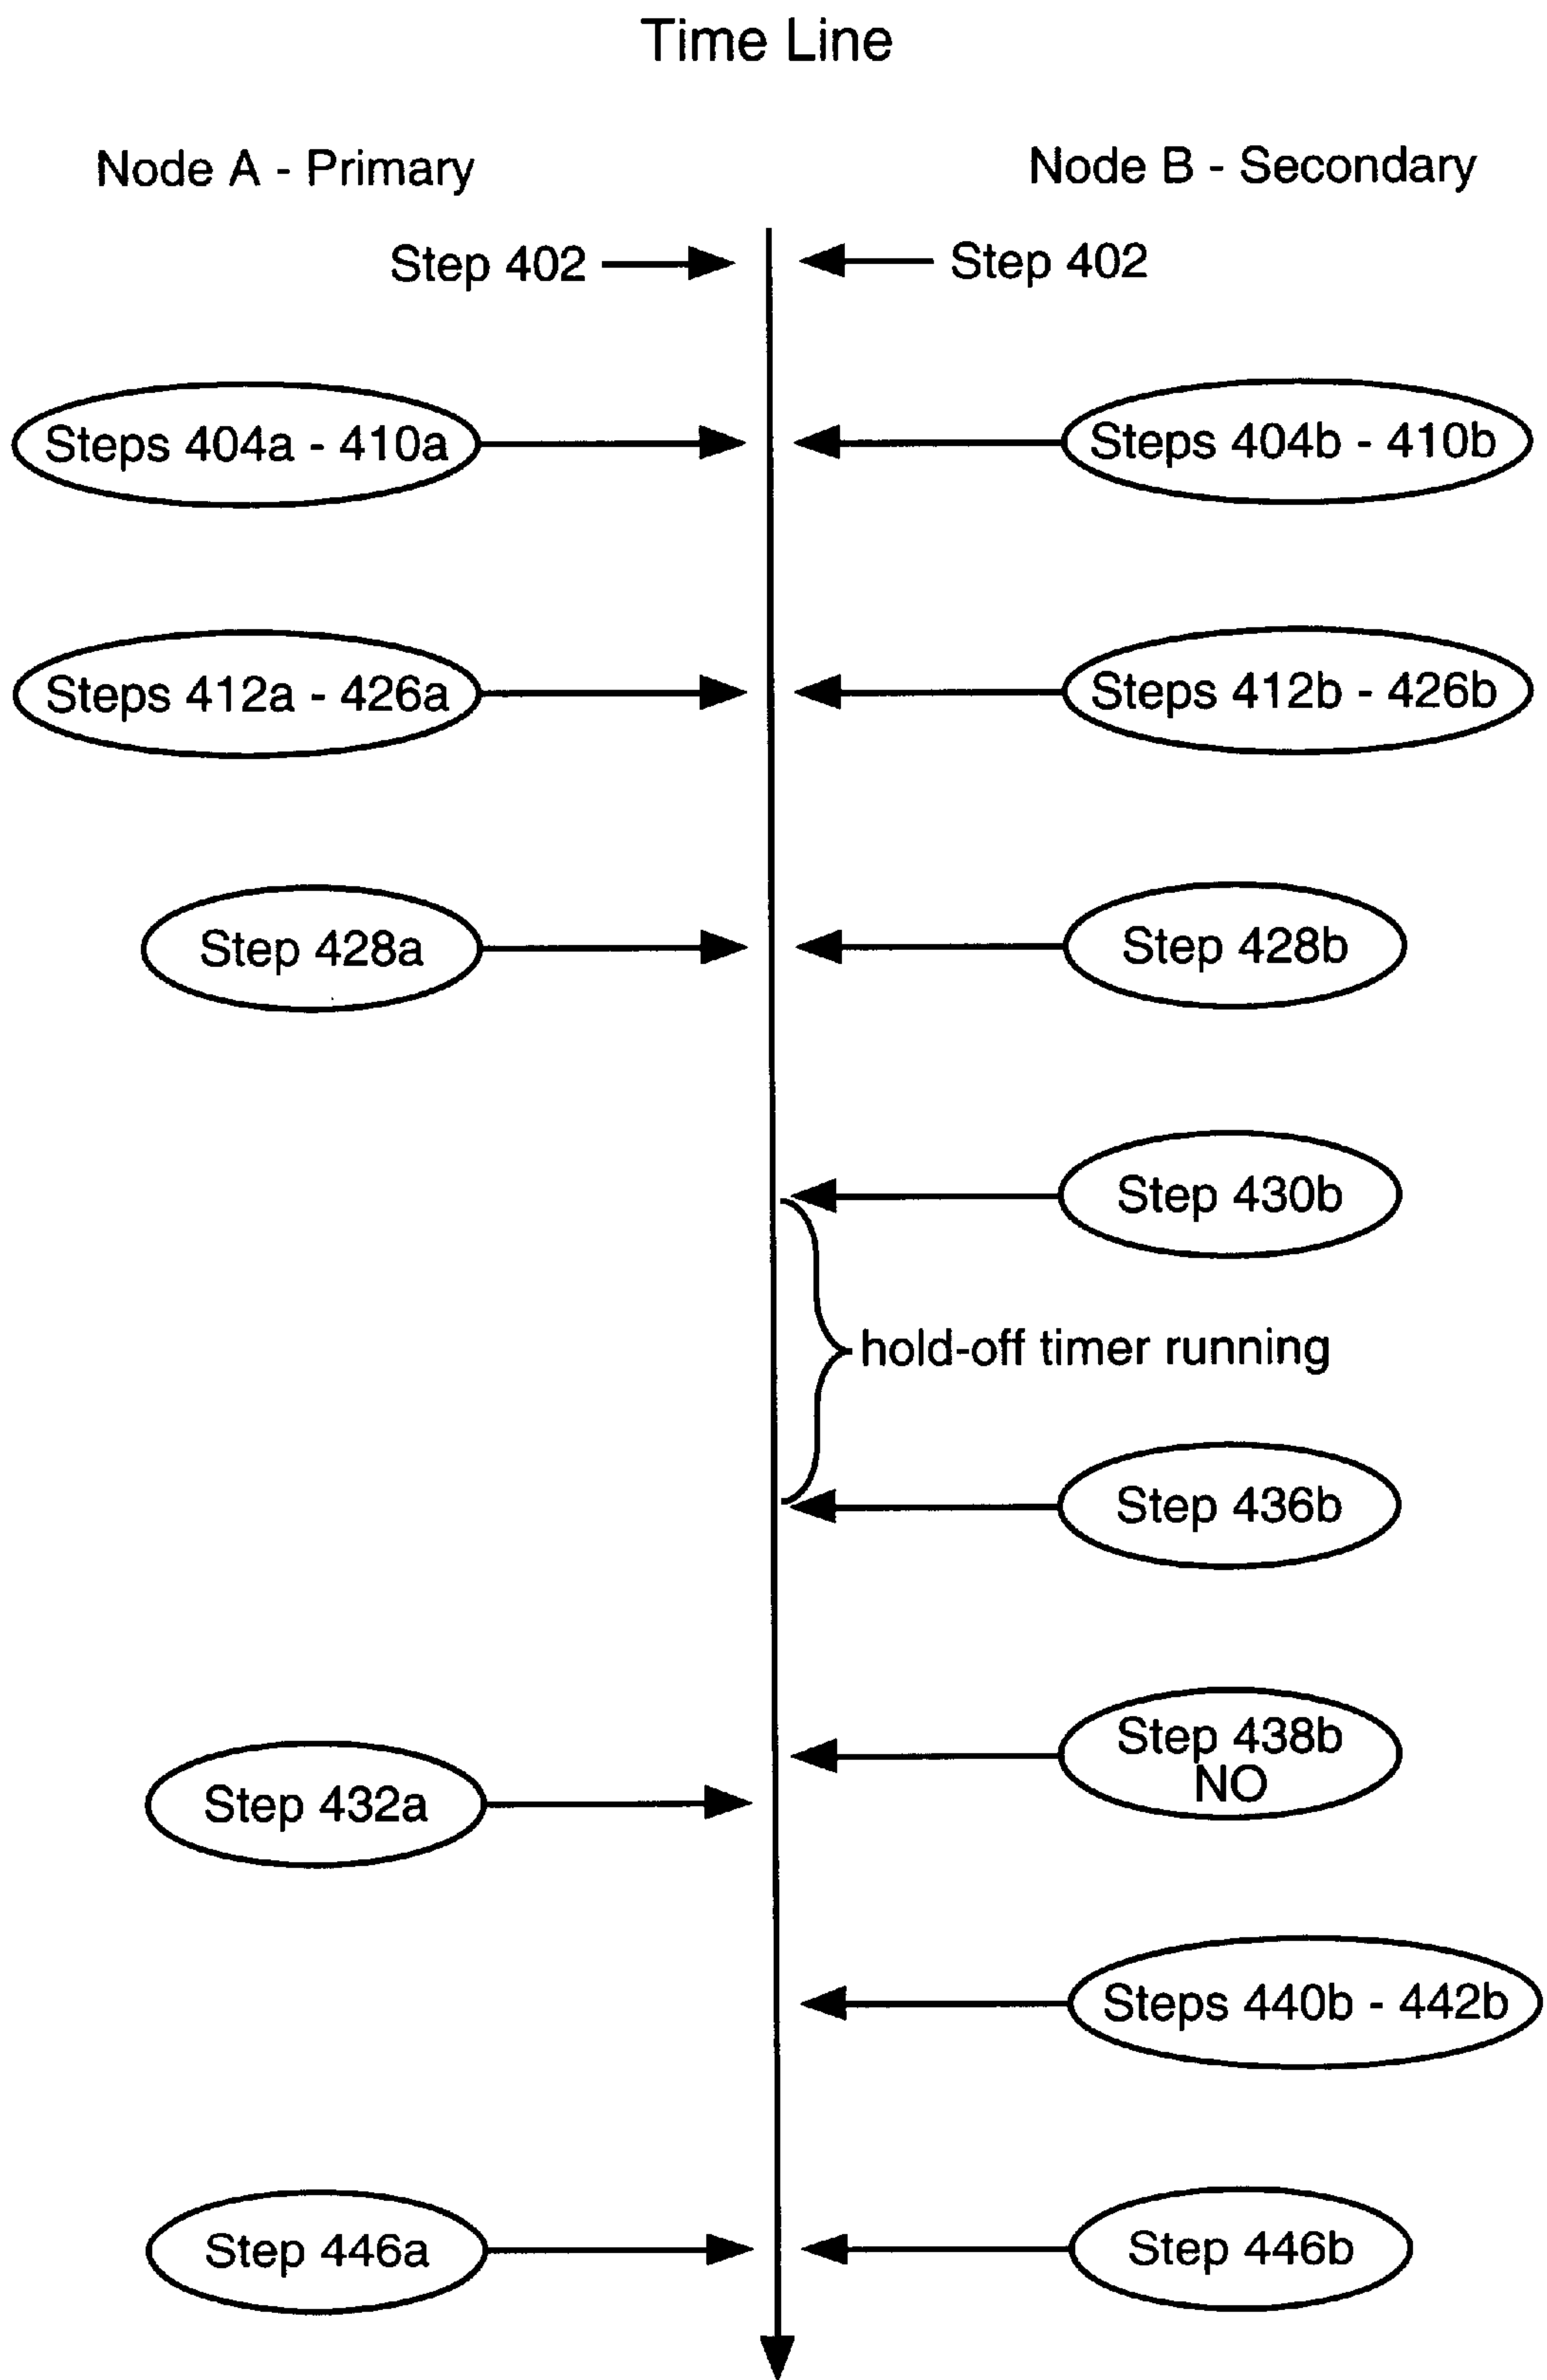 Time Line
Node A - Primary
Node B - Secondary
Step 402
Step 402
Steps 404a - 410a
Steps 404b - 410b
Steps 412a - 426a
Steps 412b - 426b
Step 428a
Step 428b
Step 430b
hold-off timer running
Step 436b
Step 438b
NO
Step 432a
Steps 440b - 442b
Step 446a
Step 446b